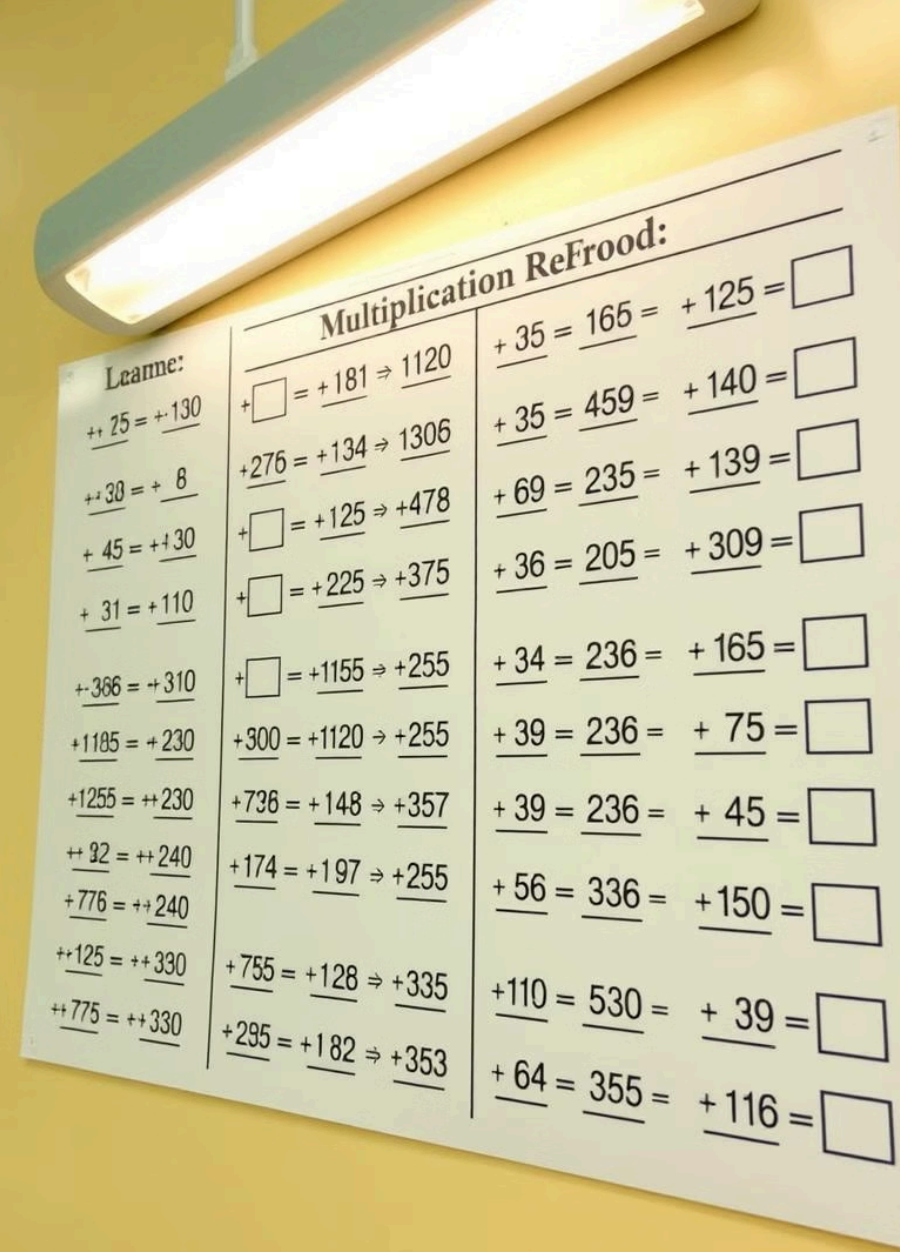 Multiplication ReFrood:
Leanne:
++ 25 = +·130
++ 30 = + 8
+ 45 = ++30
+ 31 = +110
+-366 = +310
+1185 = +230
+1255 = ++230
++ 92 = ++240
+776 = ++240
++125 = ++330
++775 = ++330
+□ = +181 ⇒ 1120
+276 = +134 ⇒ 1306
+□ = +125 ⇒ +478
+□ = +225 ⇒ +375
+□ = +1155 ⇒ +255
+300 = +1120 → +255
+736 = +148 ⇒ +357
+174 = +197 ⇒ +255
+755 = +128 ⇒ +335
+295 = +182 ⇒ +353
+ 35 = 165 = + 125 = □
+ 35 = 459 = + 140 = □
+ 69 = 235 = + 139 = □
+ 36 = 205 = + 309 = □
+ 34 = 236 = + 165 = □
+ 39 = 236 = + 75 = □
+ 39 = 236 = + 45 = □
+ 56 = 336 = +150 = □
+110 = 530 = + 39 = □
+ 64 = 355 = + 116 = □